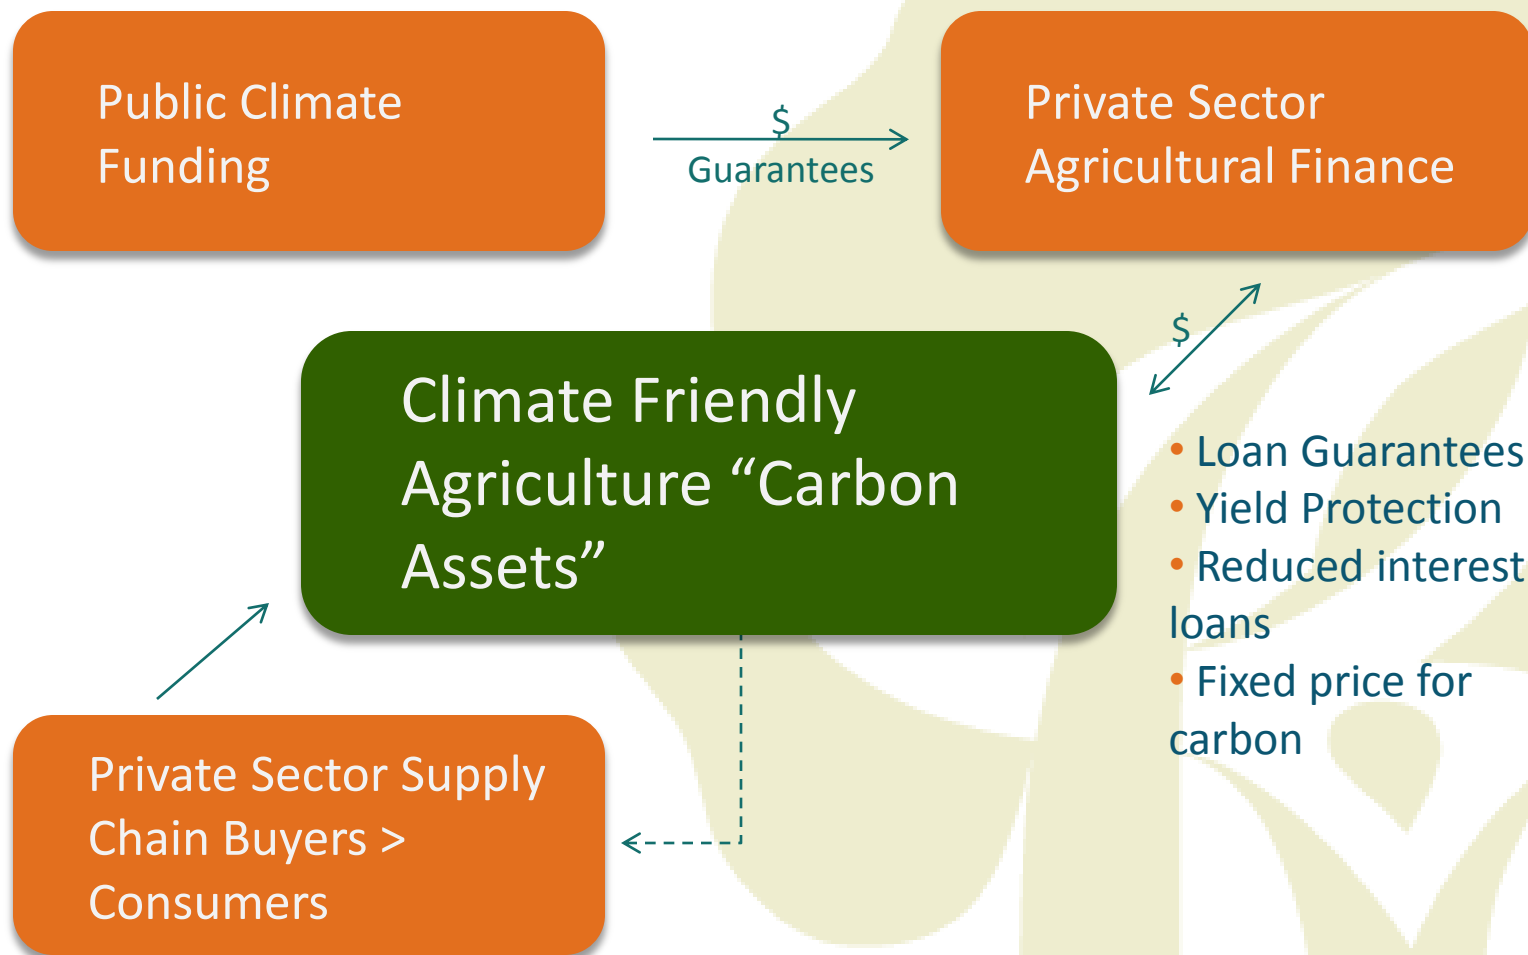 Public Climate
Funding
$
Guarantees
Private Sector
Agricultural Finance
$
Climate Friendly
Agriculture “Carbon
Assets”
• Loan Guarantees
• Yield Protection
• Reduced interest
loans
• Fixed price for
carbon
Private Sector Supply
Chain Buyers >
Consumers